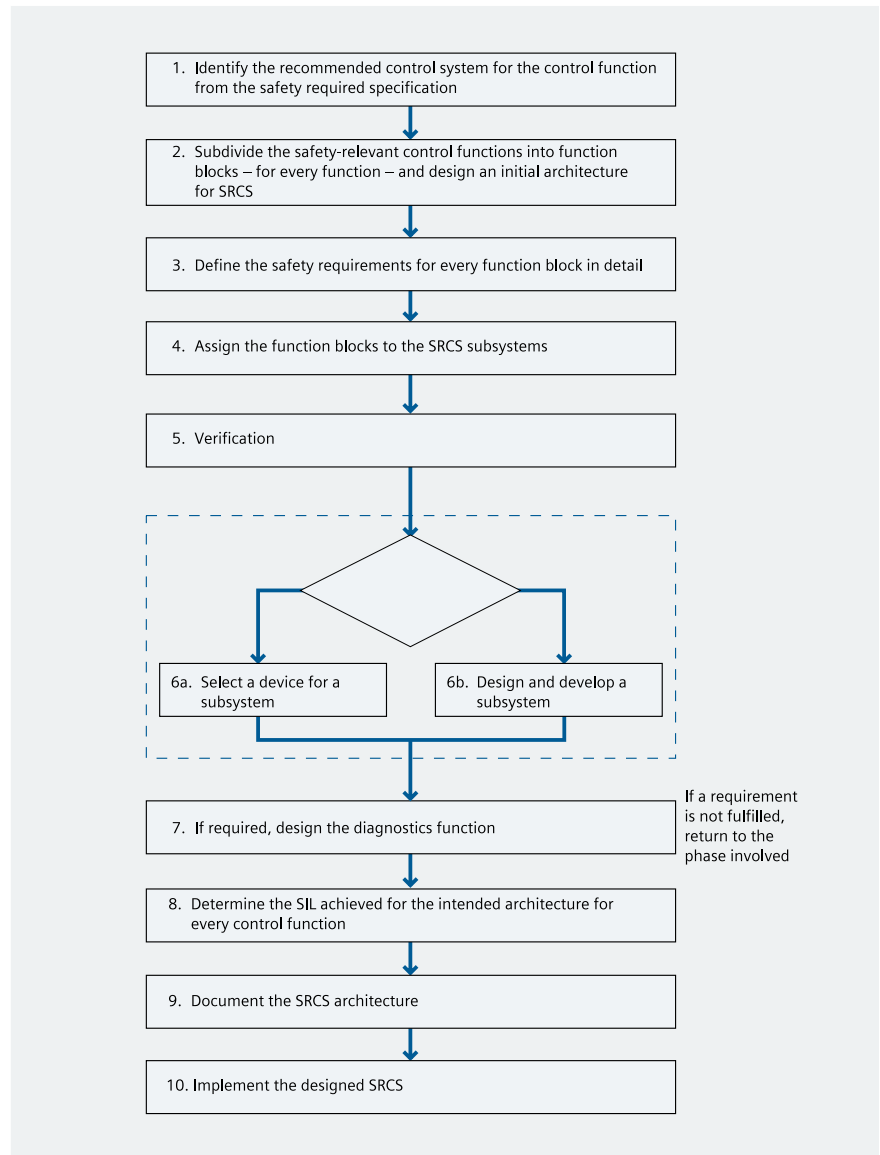 1. Identify the recommended control system for the control function
from the safety required specification
2. Subdivide the safety-relevant control functions into function
blocks – for every function – and design an initial architecture
for SRCS
3. Define the safety requirements for every function block in detail
4. Assign the function blocks to the SRCS subsystems
5. Verification
6a. Select a device for a
subsystem
6b. Design and develop a
subsystem
If a requirement
is not fulfilled,
return to the
phase involved
7. If required, design the diagnostics function
8. Determine the SIL achieved for the intended architecture for
every control function
9. Document the SRCS architecture
10. Implement the designed SRCS